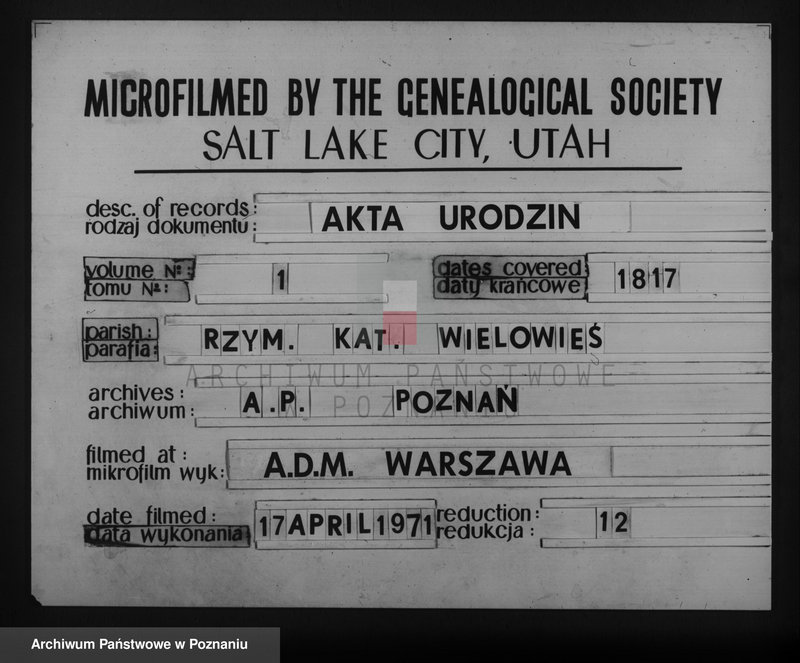 MICROFILMED BY THE GENEALOGICAL SOCIETY
SALT LAKE CITY, UTAH
desc. of records:
rodzaj dokumentu:
AKTA URODZIN
volume №:
tomu №:
1
dates covered:
daty krańcowe
1817
parish:
parafia:
RZYM. KAT. WIELOWIEŚ
ARCHIWUM PAŃSTWOWE
W POZNANIU
archives:
archiwum:
A.P. POZNAŃ
filmed at:
mikrofilm wyk:
A.D.M. WARSZAWA
date filmed:
data wykonania
17 APRIL 1971
reduction:
redukcja:
12
Archiwum Państwowe w Poznaniu